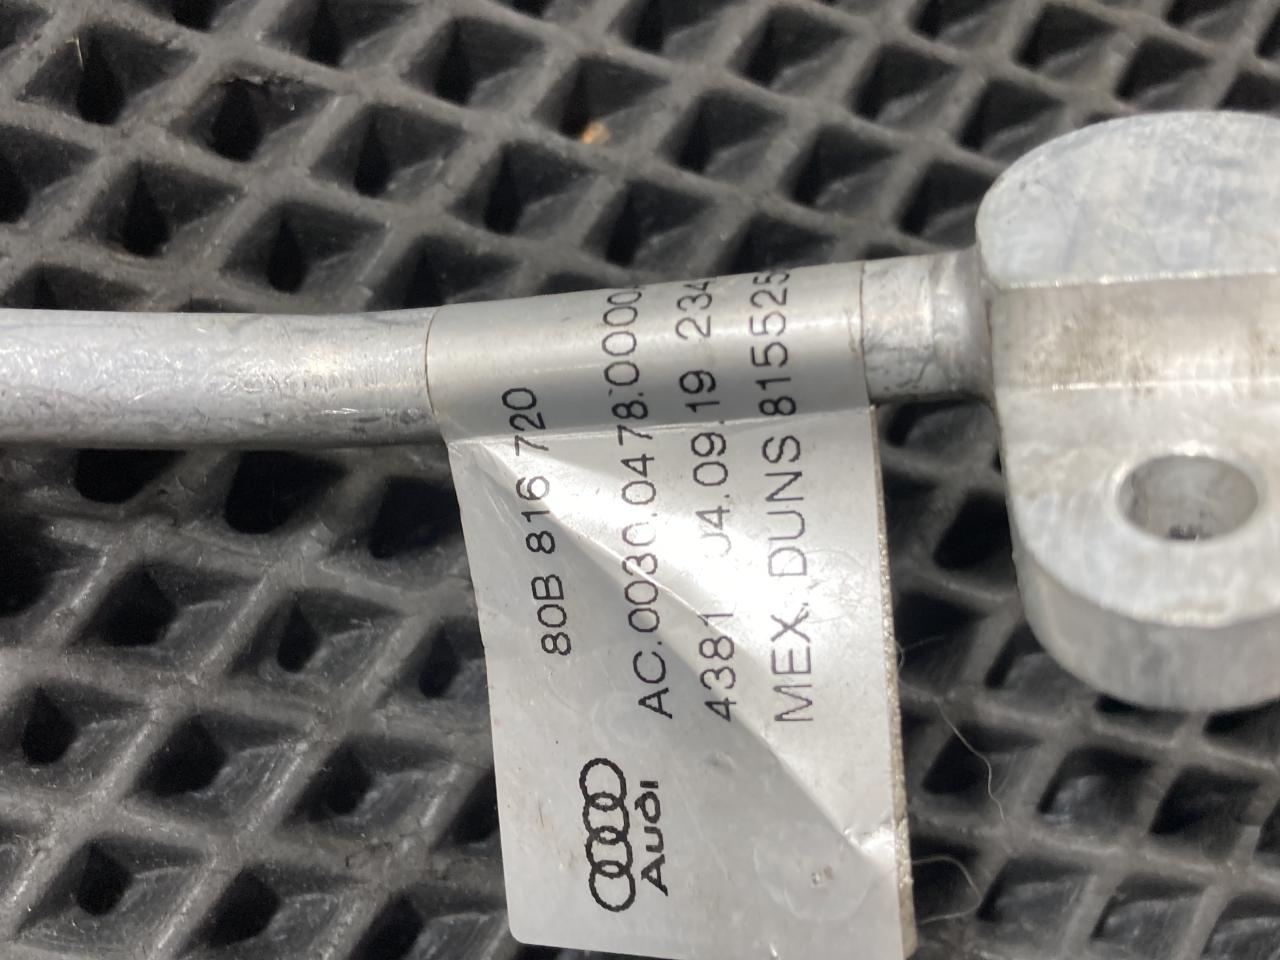 80B 816 720
AC.0030.0478.0000
4381 04.09.19 234
MEX. DUNS 815525
Audi